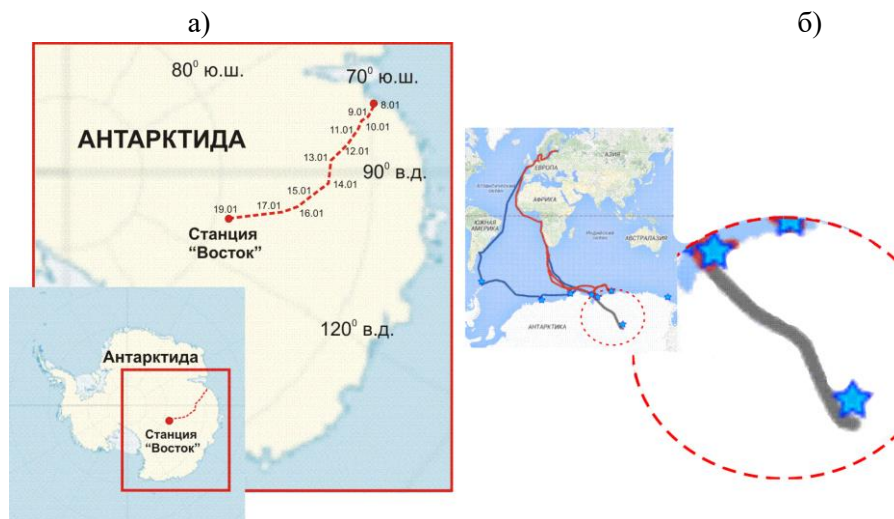 а)
б)
80⁰ ю.ш.
70⁰ ю.ш.
8.01
9.01
10.01
11.01
12.01
АНТАРКТИДА
13.01
90⁰ в.д.
14.01
15.01
17.01
16.01
19.01
Станция
“Восток”
120⁰ в.д.
Антарктида
Станция
“Восток”
ЕВРОПА
АЗИЯ
АФРИКА
ЮЖНАЯ
АМЕРИКА
АВСТРАЛАЗИЯ
АНТАРКТИКА